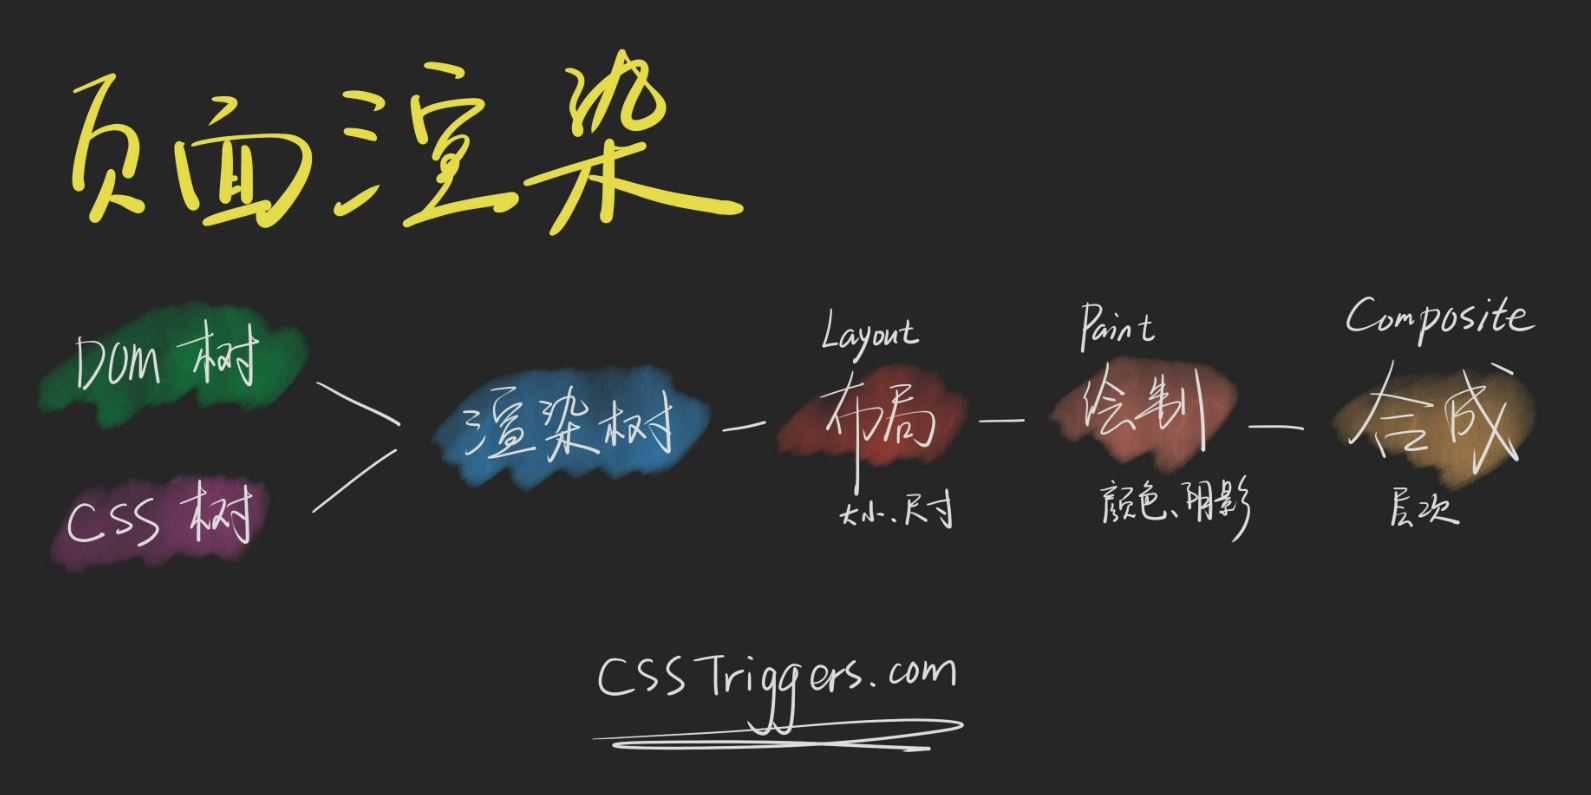 页面渲染
DOM 树
CSS 树
渲染树
Layout
布局
大小、尺寸
Paint
绘制
颜色、阴影
Composite
合成
层次
CSSTriggers.com